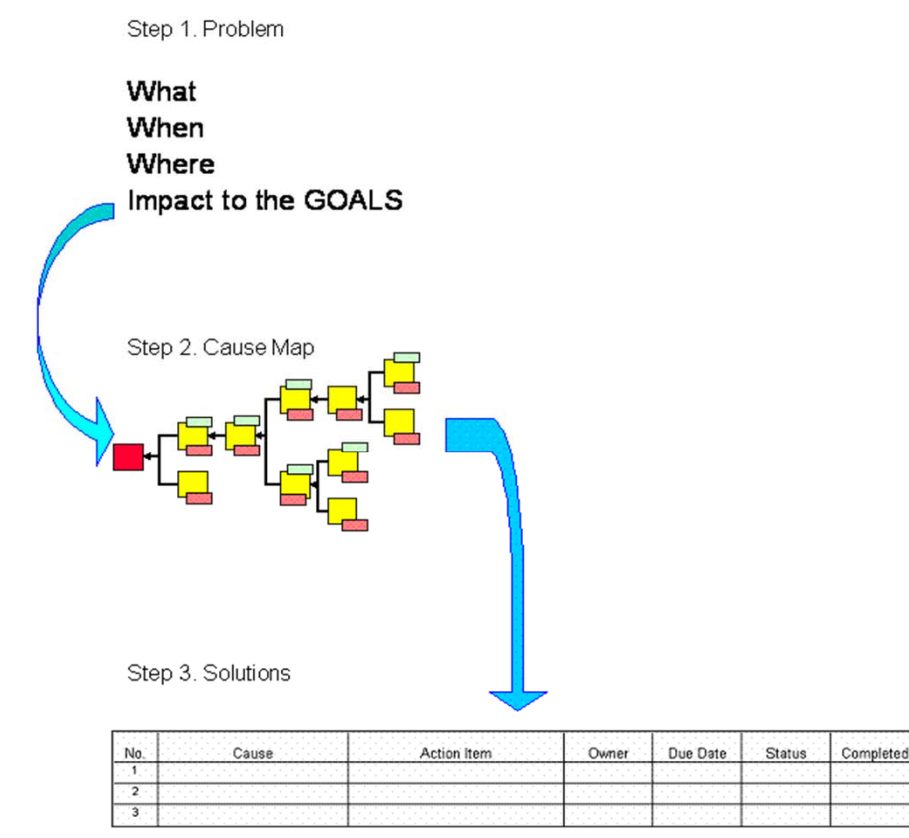 Step 1. Problem
What
When
Where
Impact to the GOALS
Step 2. Cause Map
Step 3. Solutions
No. Cause Action Item Owner Due Date Status Completed
1
2
3